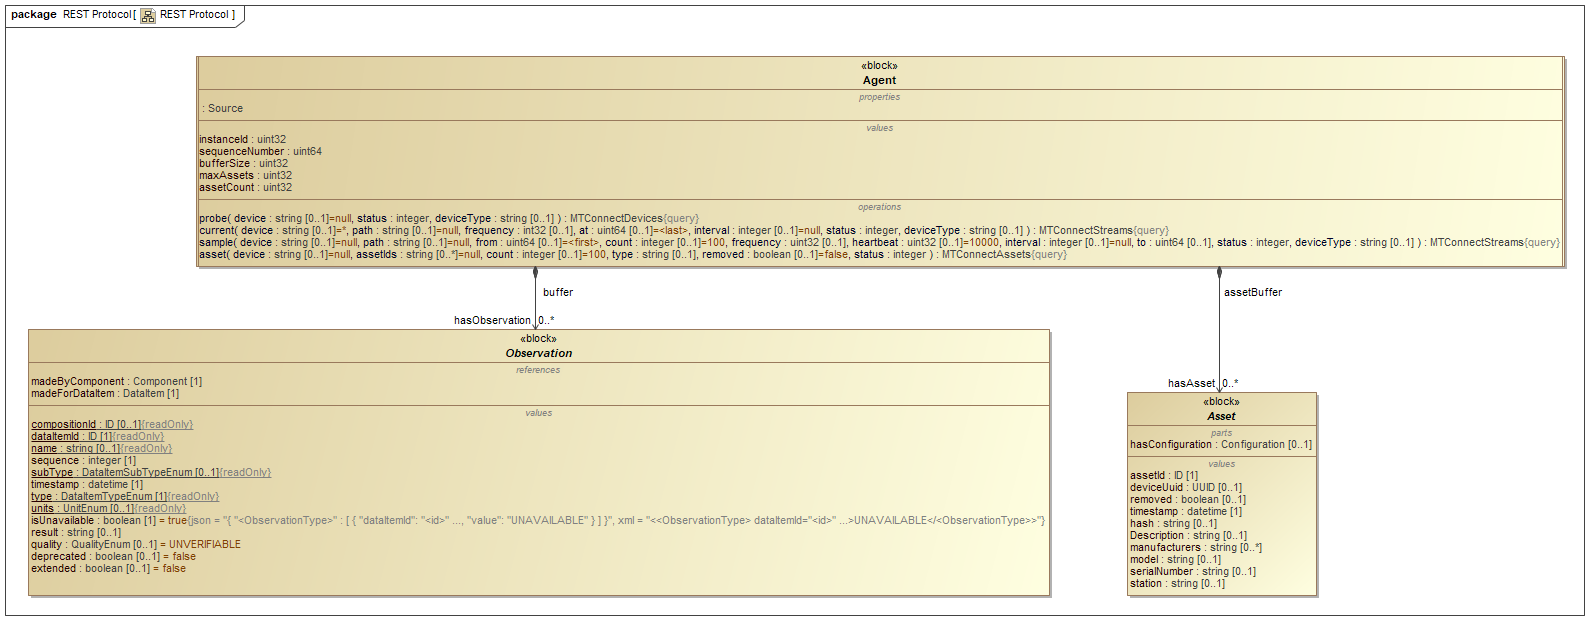 package REST Protocol[ REST Protocol ]
«block»
Agent
properties
: Source
values
instanceId : uint32
sequenceNumber : uint64
bufferSize : uint32
maxAssets : uint32
assetCount : uint32
operations
probe( device : string [0..1]=null, status : integer, deviceType : string [0..1] ) : MTConnectDevices{query}
current( device : string [0..1]=*, path : string [0..1]=null, frequency : int32 [0..1], at : uint64 [0..1]=<last>, interval : integer [0..1]=null, status : integer, deviceType : string [0..1] ) : MTConnectStreams{query}
sample( device : string [0..1]=null, path : string [0..1]=null, from : uint64 [0..1]=<first>, count : integer [0..1]=100, frequency : uint32 [0..1], heartbeat : uint32 [0..1]=10000, interval : integer [0..1]=null, to : uint64 [0..1], status : integer, deviceType : string [0..1] ) : MTConnectStreams{query}
asset( device : string [0..1]=null, assetIds : string [0..*]=null, count : integer [0..1]=100, type : string [0..1], removed : boolean [0..1]=false, status : integer ) : MTConnectAssets{query}
buffer
hasObservation 0..*
«block»
Observation
references
madeByComponent : Component [1]
madeForDataItem : DataItem [1]
values
compositionId : ID [0..1]{readOnly}
dataItemId : ID [1]{readOnly}
name : string [0..1]{readOnly}
sequence : integer [1]
subType : DataItemSubTypeEnum [0..1]{readOnly}
timestamp : datetime [1]
type : DataItemTypeEnum [1]{readOnly}
units : UnitEnum [0..1]{readOnly}
isUnavailable : boolean [1] = true{json = "{ "<ObservationType>" : [ { "dataItemId": "<id>" ..., "value": "UNAVAILABLE" } ] }", xml = "<<ObservationType> dataItemId="<id>" ...>UNAVAILABLE</<ObservationType>>"}
result : string [0..1]
quality : QualityEnum [0..1] = UNVERIFIABLE
deprecated : boolean [0..1] = false
extended : boolean [0..1] = false
assetBuffer
hasAsset 0..*
«block»
Asset
parts
hasConfiguration : Configuration [0..1]
values
assetId : ID [1]
deviceUuid : UUID [0..1]
removed : boolean [0..1]
timestamp : datetime [1]
hash : string [0..1]
Description : string [0..1]
manufacturers : string [0..*]
model : string [0..1]
serialNumber : string [0..1]
station : string [0..1]